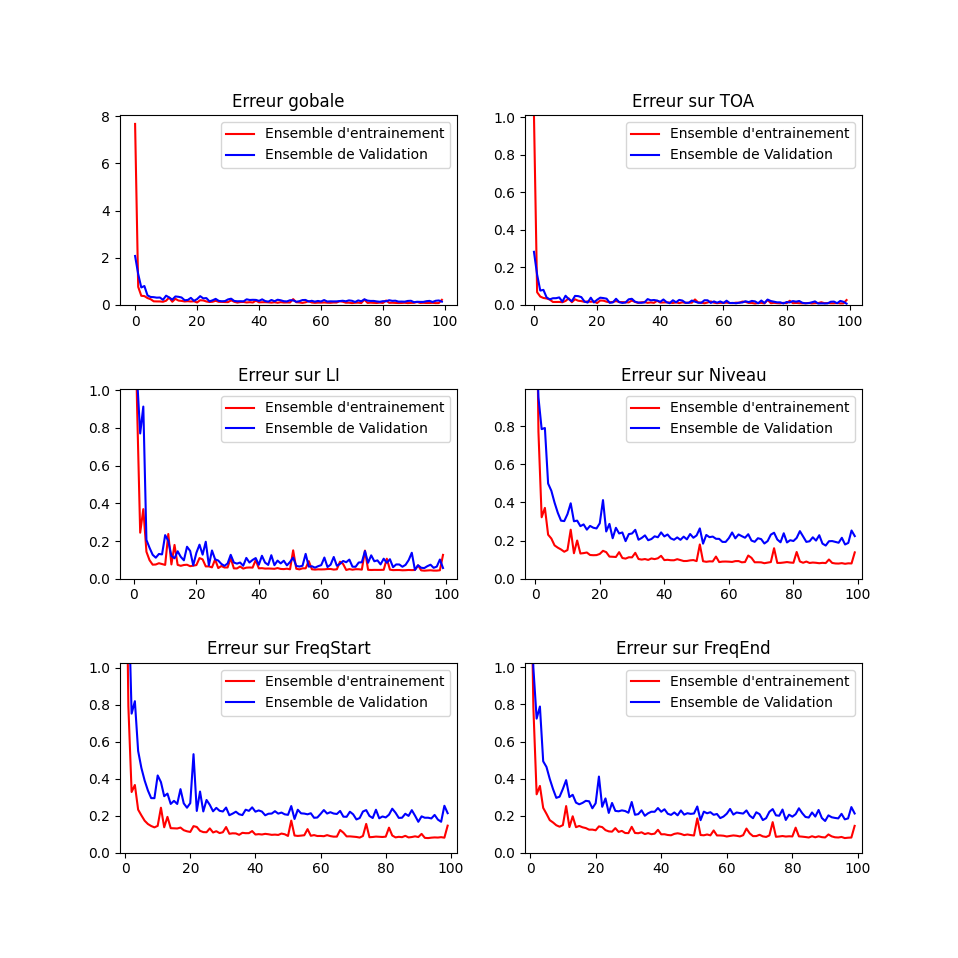 Erreur gobale
8
6
4
2
0
Ensemble d'entrainement
Ensemble de Validation
0 20 40 60 80 100
Erreur sur TOA
1.0
0.8
0.6
0.4
0.2
0.0
Ensemble d'entrainement
Ensemble de Validation
0 20 40 60 80 100
Erreur sur LI
1.0
0.8
0.6
0.4
0.2
0.0
Ensemble d'entrainement
Ensemble de Validation
0 20 40 60 80 100
Erreur sur Niveau
0.8
0.6
0.4
0.2
0.0
Ensemble d'entrainement
Ensemble de Validation
0 20 40 60 80 100
Erreur sur FreqStart
1.0
0.8
0.6
0.4
0.2
0.0
Ensemble d'entrainement
Ensemble de Validation
0 20 40 60 80 100
Erreur sur FreqEnd
1.0
0.8
0.6
0.4
0.2
0.0
Ensemble d'entrainement
Ensemble de Validation
0 20 40 60 80 100